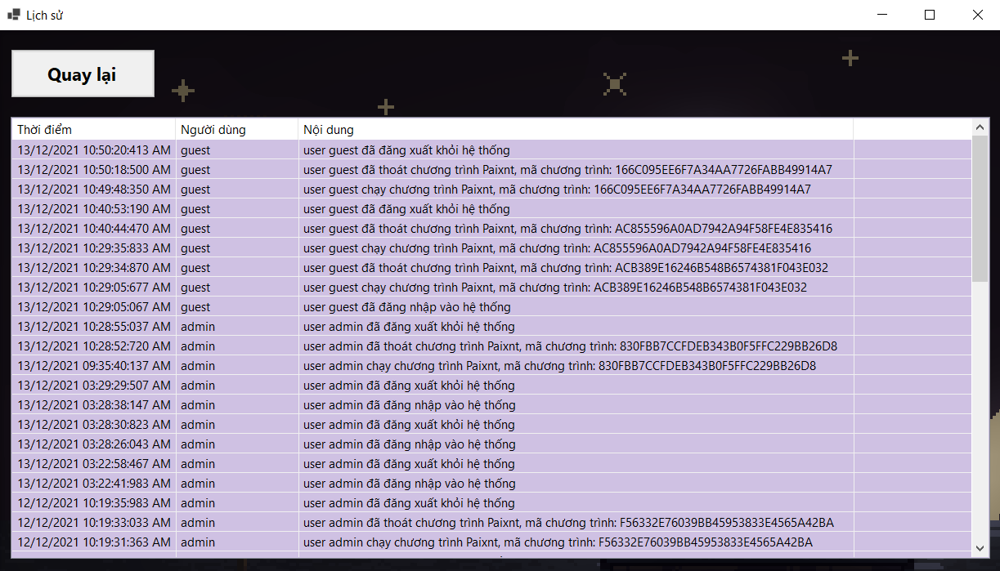 Lịch sử
Quay lại
Thời điểm Người dùng Nội dung
13/12/2021 10:50:20:413 AM guest user guest đã đăng xuất khỏi hệ thống
13/12/2021 10:50:18:500 AM guest user guest đã thoát chương trình Paixnt, mã chương trình: 166C095EE6F7A34AA7726FABB49914A7
13/12/2021 10:49:48:350 AM guest user guest chạy chương trình Paixnt, mã chương trình: 166C095EE6F7A34AA7726FABB49914A7
13/12/2021 10:40:53:190 AM guest user guest đã đăng xuất khỏi hệ thống
13/12/2021 10:40:44:470 AM guest user guest đã thoát chương trình Paixnt, mã chương trình: AC855596A0AD7942A94F58FE4E835416
13/12/2021 10:29:35:833 AM guest user guest chạy chương trình Paixnt, mã chương trình: AC855596A0AD7942A94F58FE4E835416
13/12/2021 10:29:34:870 AM guest user guest đã thoát chương trình Paixnt, mã chương trình: ACB389E16246B548B6574381F043E032
13/12/2021 10:29:05:677 AM guest user guest chạy chương trình Paixnt, mã chương trình: ACB389E16246B548B6574381F043E032
13/12/2021 10:29:05:067 AM guest user guest đã đăng nhập vào hệ thống
13/12/2021 10:28:55:037 AM admin user admin đã đăng xuất khỏi hệ thống
13/12/2021 10:28:52:720 AM admin user admin đã thoát chương trình Paixnt, mã chương trình: 830FBB7CCFDEB343B0F5FFC229BB26D8
13/12/2021 09:35:40:137 AM admin user admin chạy chương trình Paixnt, mã chương trình: 830FBB7CCFDEB343B0F5FFC229BB26D8
13/12/2021 03:29:29:507 AM admin user admin đã đăng xuất khỏi hệ thống
13/12/2021 03:28:38:147 AM admin user admin đã đăng nhập vào hệ thống
13/12/2021 03:28:30:823 AM admin user admin đã đăng xuất khỏi hệ thống
13/12/2021 03:28:26:043 AM admin user admin đã đăng nhập vào hệ thống
13/12/2021 03:22:58:467 AM admin user admin đã đăng xuất khỏi hệ thống
13/12/2021 03:22:41:983 AM admin user admin đã đăng nhập vào hệ thống
12/12/2021 10:19:35:983 AM admin user admin đã đăng xuất khỏi hệ thống
12/12/2021 10:19:33:033 AM admin user admin đã thoát chương trình Paixnt, mã chương trình: F56332E76039BB45953833E4565A42BA
12/12/2021 10:19:31:363 AM admin user admin chạy chương trình Paixnt, mã chương trình: F56332E76039BB45953833E4565A42BA